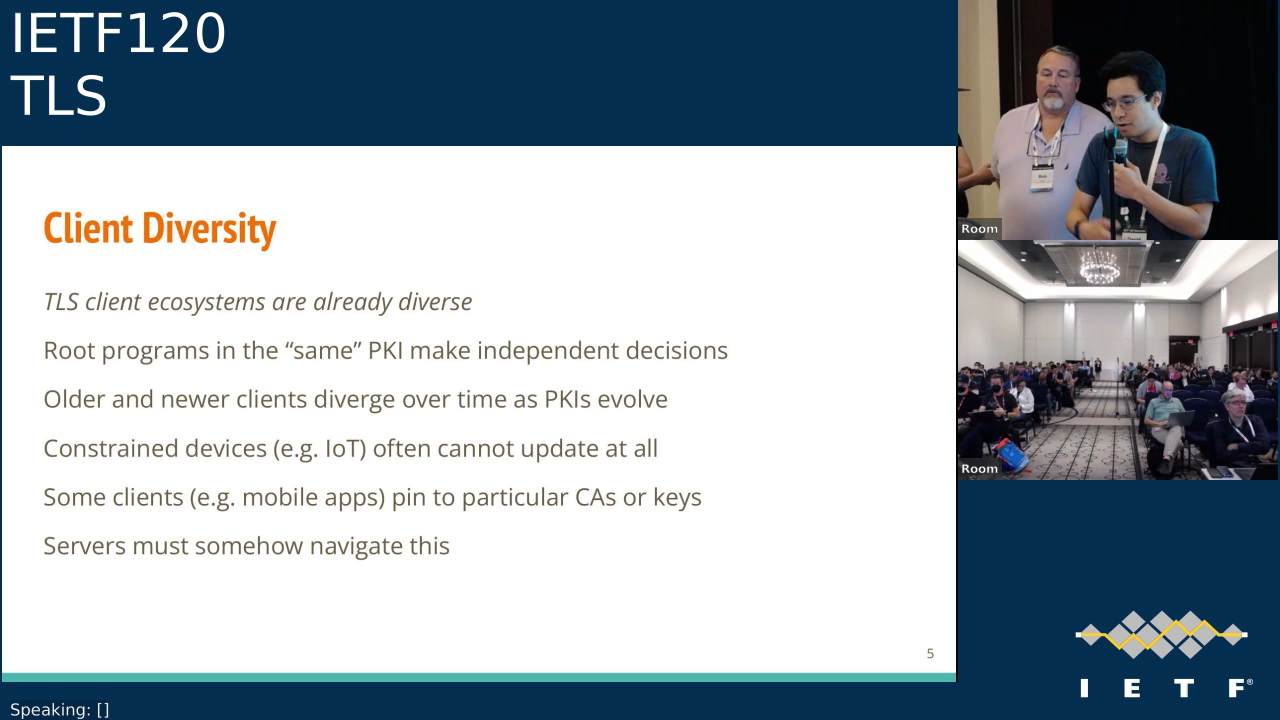 IETF120
TLS
Client Diversity
TLS client ecosystems are already diverse
Root programs in the “same” PKI make independent decisions
Older and newer clients diverge over time as PKIs evolve
Constrained devices (e.g. IoT) often cannot update at all
Some clients (e.g. mobile apps) pin to particular CAs or keys
Servers must somehow navigate this
5
Room
Room
I E T F®
Speaking: []